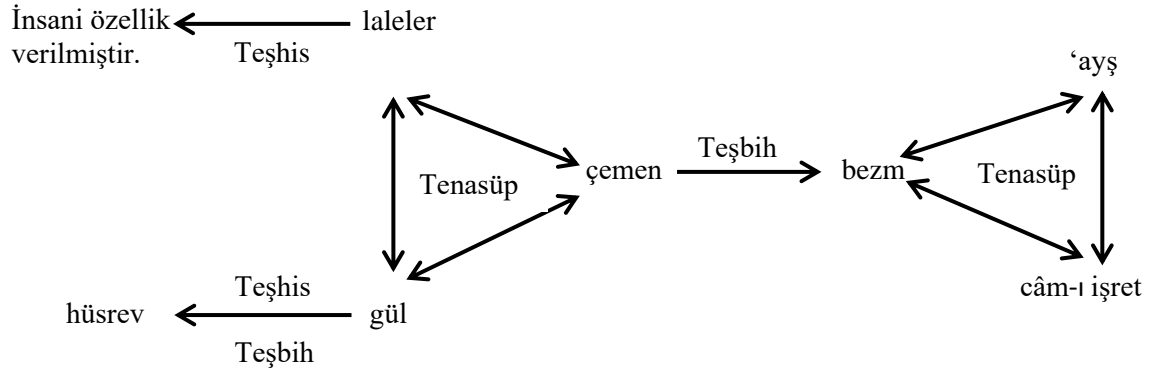 İnsani özellik
verilmiştir.
Teşhis
laleler
‘ayş
Tenasüp
çemen
Teşbih
bezm
Tenasüp
câm-ı işret
hüsrev
Teşhis
Teşbih
gül